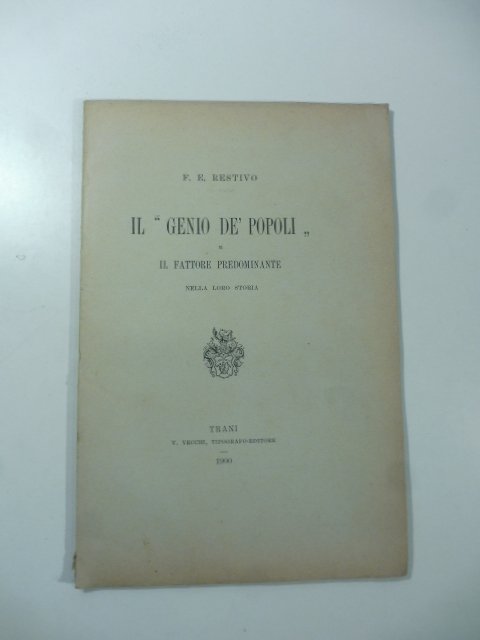 F. E. RESTIVO
IL “ GENIO DE' POPOLI „
E
IL FATTORE PREDOMINANTE
NELLA LORO STORIA
TRANI
V. VECCHI, TIPOGRAFO-EDITORE
1900